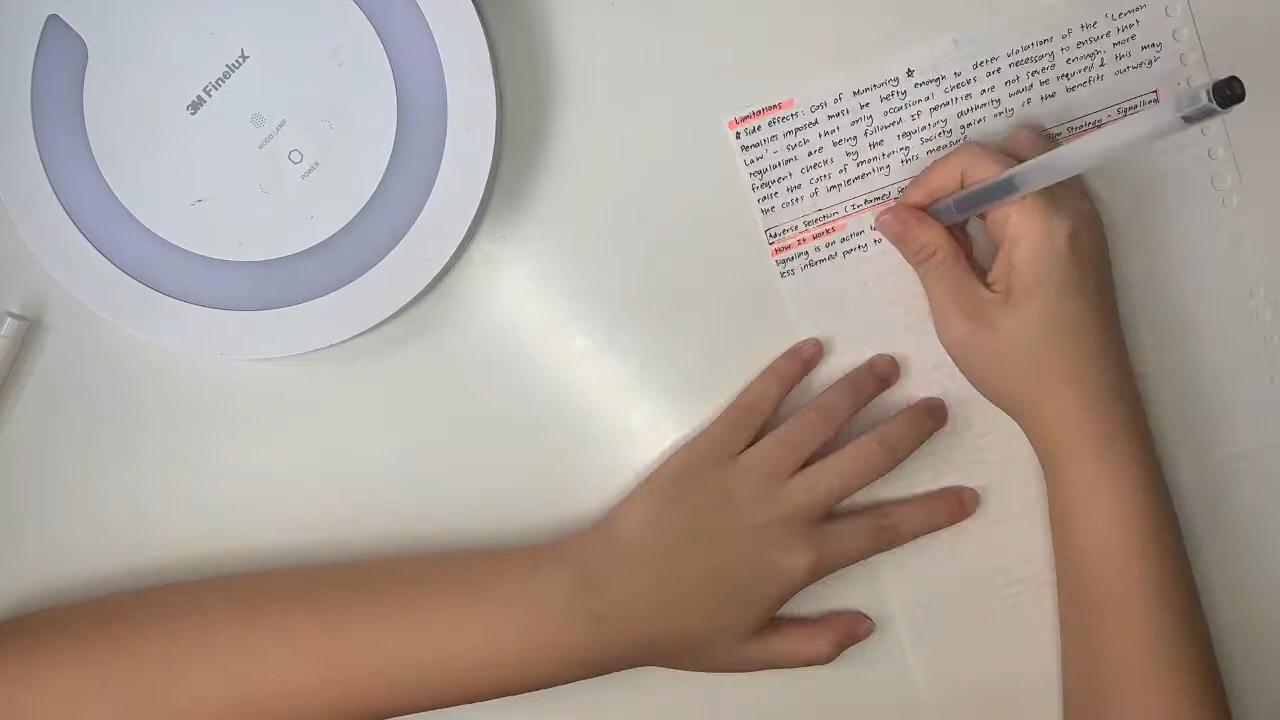 3M Finelux
MODE LAMP
POWER
Limitations
Side effects: Cost of Monitoring ☆
Penalties imposed must be hefty enough to deter violations of the 'Lemon
Law' - such that only occasional checks are necessary to ensure that
regulations are being followed. If penalties are not severe enough, more
frequent checks by the regulatory authority would be required & this may
raise the costs of monitoring. Society gains only if the benefits outweigh
the costs of implementing this measure.
Adverse Selection (Informed Film Strategy - Signalling
How It Works
Signaling is an action
less informed party to